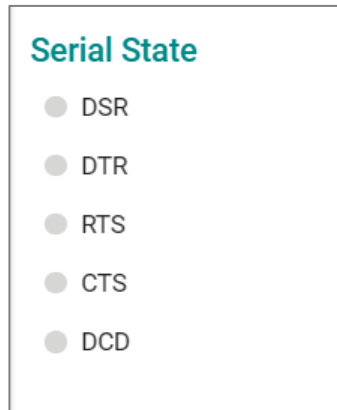 Serial State
DSR
DTR
RTS
CTS
DCD